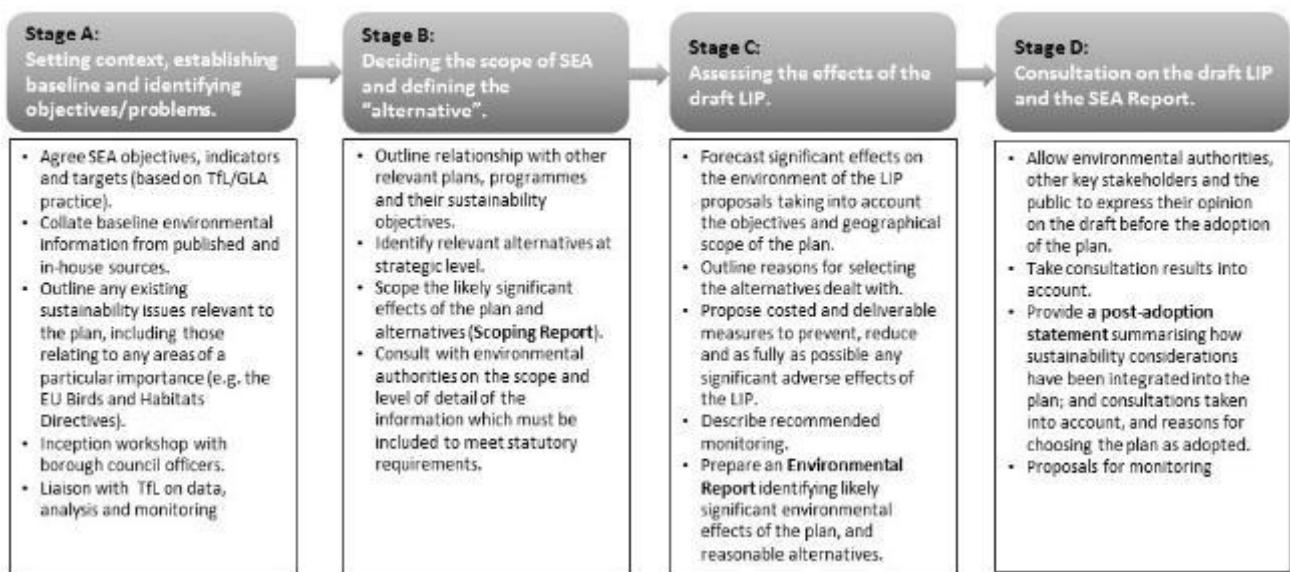 Stage A:
Setting context, establishing
baseline and identifying
objectives/problems.
• Agree SEA objectives, indicators
and targets (based on TfL/GLA
practice).
• Collate baseline environmental
information from published and
in-house sources.
• Outline any existing
sustainability issues relevant to
the plan, including those
relating to any areas of a
particular importance (e.g. the
EU Birds and Habitats
Directives).
• Inception workshop with
borough council officers.
• Liaison with TfL on data,
analysis and monitoring
Stage B:
Deciding the scope of SEA
and defining the
"alternative".
• Outline relationship with other
relevant plans, programmes
and their sustainability
objectives.
• Identify relevant alternatives at
strategic level.
• Scope the likely significant
effects of the plan and
alternatives (Scoping Report).
• Consult with environmental
authorities on the scope and
level of detail of the
information which must be
included to meet statutory
requirements.
Stage C:
Assessing the effects of the
draft LIP.
• Forecast significant effects on
the environment of the LIP
proposals taking into account
the objectives and geographical
scope of the plan.
• Outline reasons for selecting
the alternatives dealt with.
• Propose costed and deliverable
measures to prevent, reduce
and as fully as possible any
significant adverse effects of
the LIP.
• Describe recommended
monitoring.
• Prepare an Environmental
Report identifying likely
significant environmental
effects of the plan, and
reasonable alternatives.
Stage D:
Consultation on the draft LIP
and the SEA Report.
• Allow environmental authorities,
other key stakeholders and the
public to express their opinion
on the draft before the adoption
of the plan.
• Take consultation results into
account.
• Provide a post-adoption
statement summarising how
sustainability considerations
have been integrated into the
plan; and consultations taken
into account, and reasons for
choosing the plan as adopted.
• Proposals for monitoring